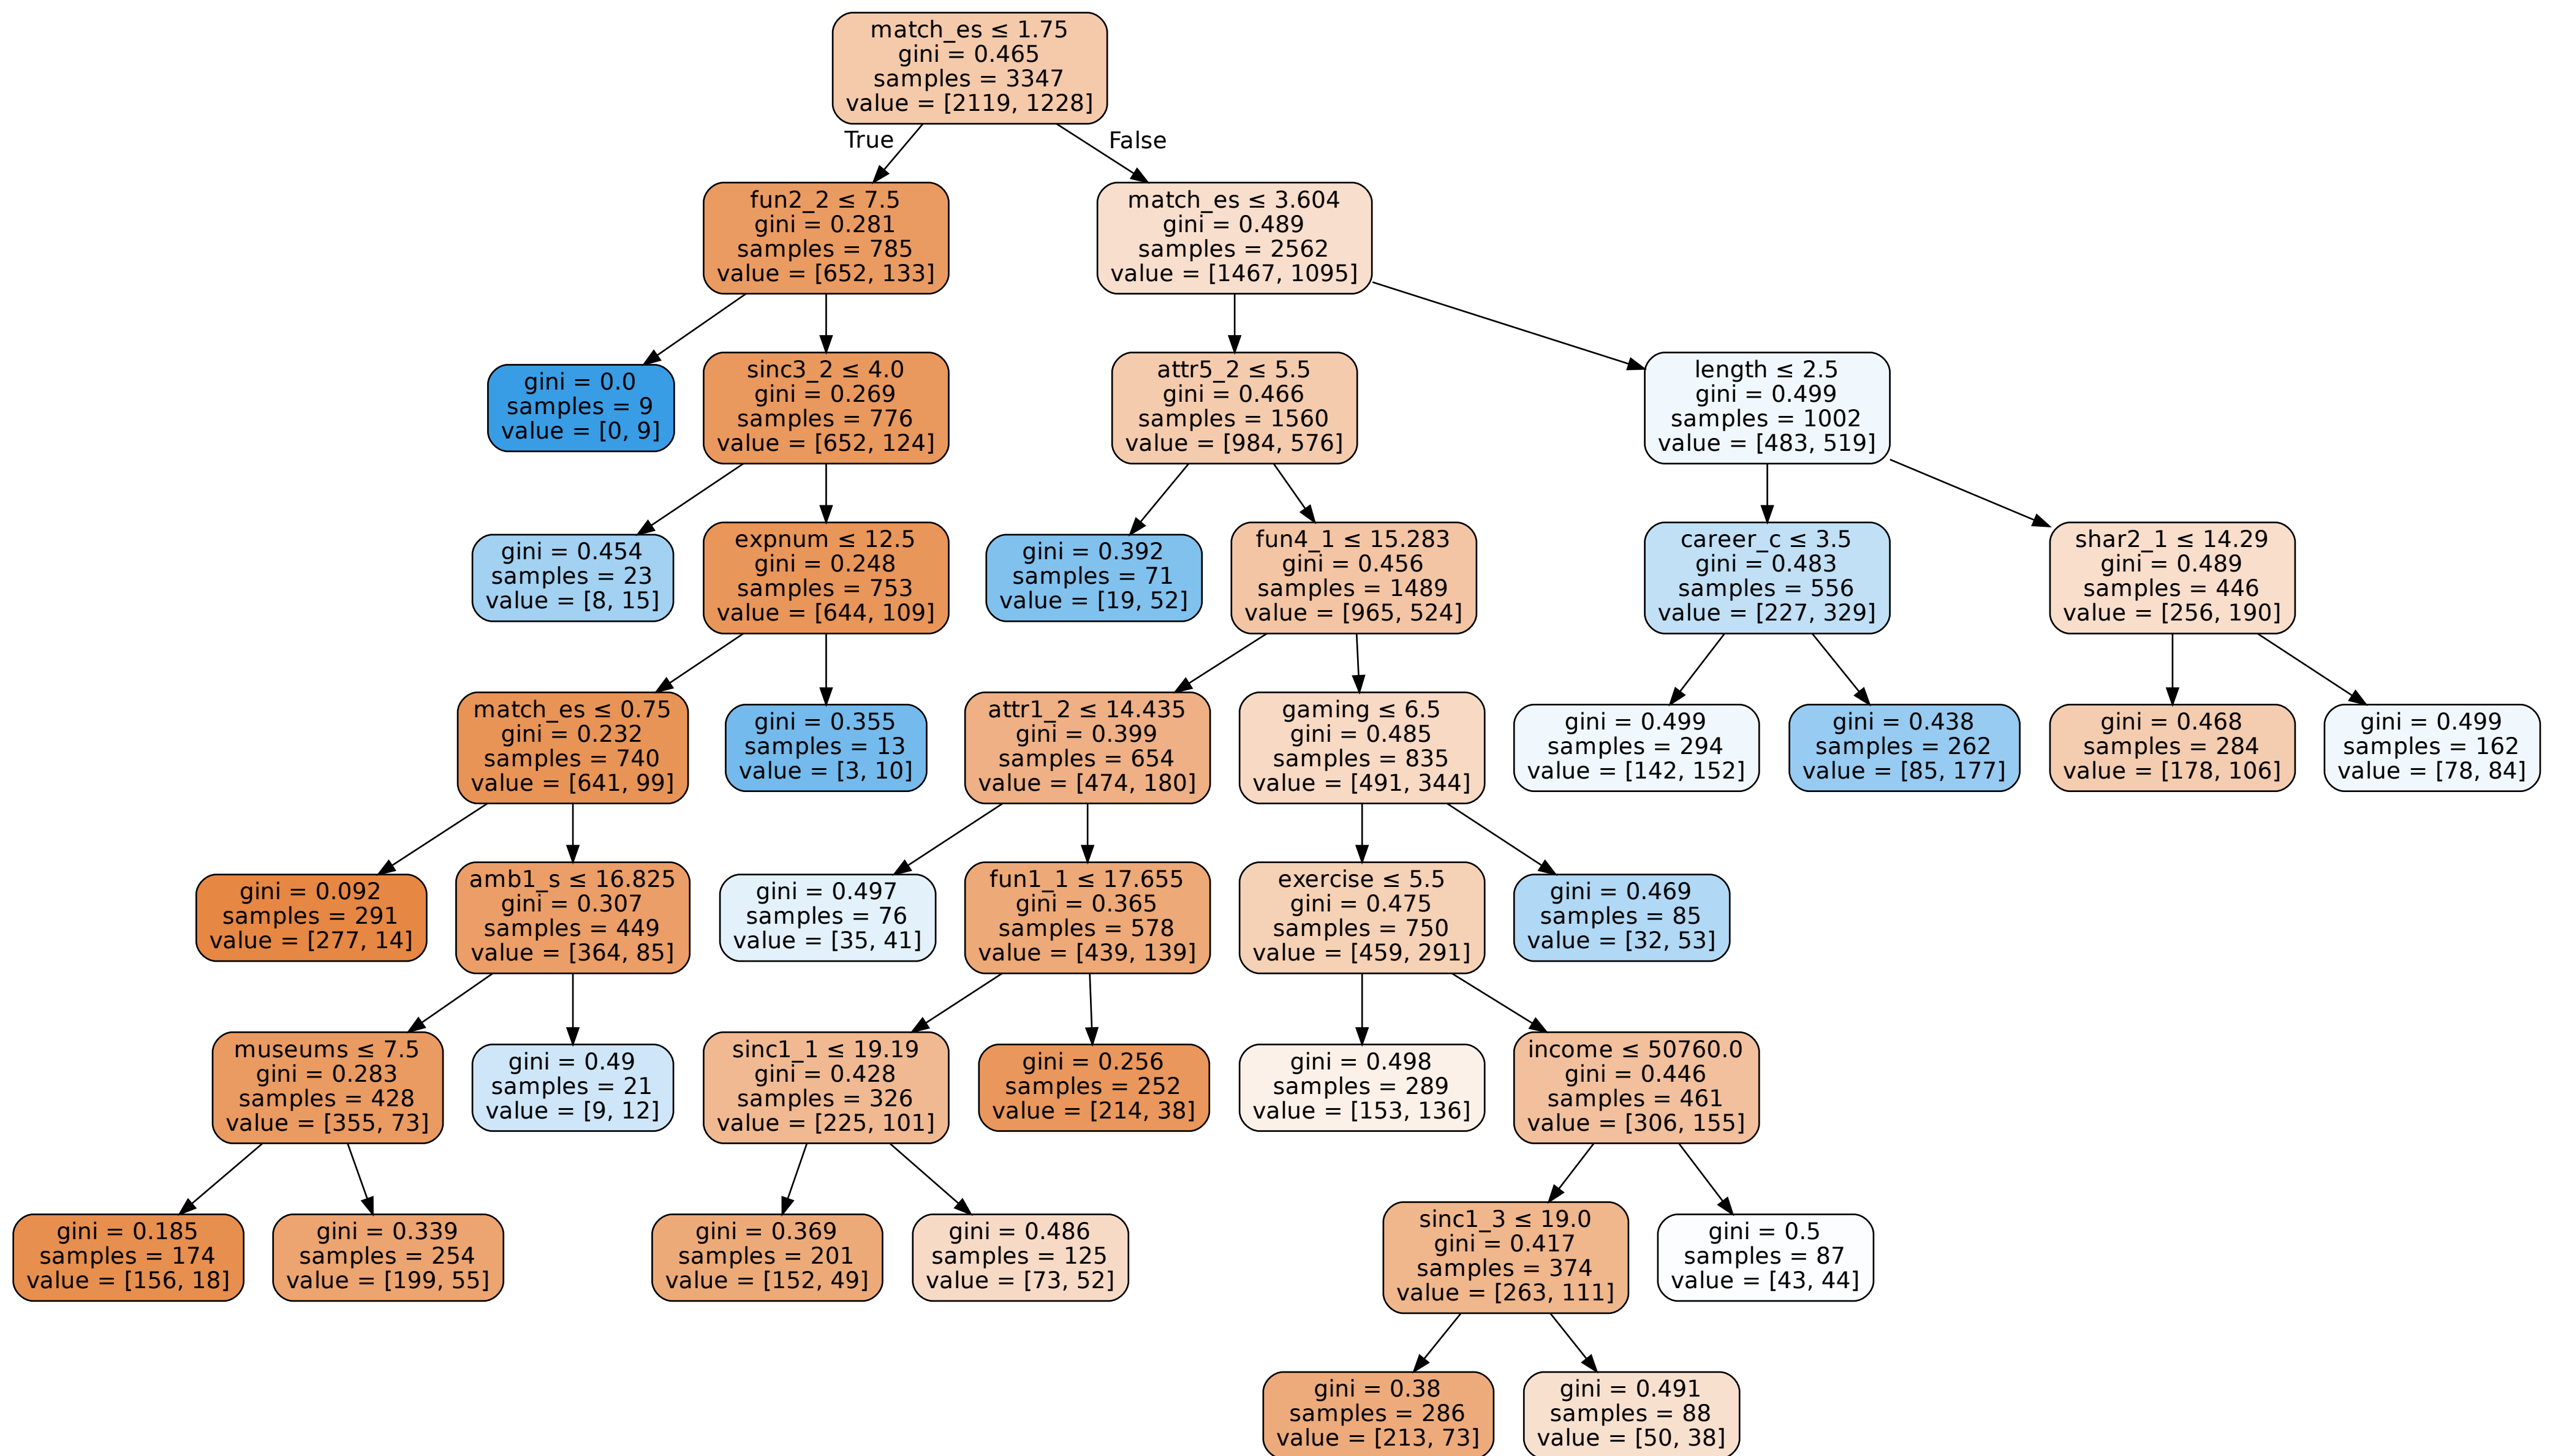 match_es ≤ 1.75
gini = 0.465
samples = 3347
value = [2119, 1228]
True
False
fun2_2 ≤ 7.5
gini = 0.281
samples = 785
value = [652, 133]
match_es ≤ 3.604
gini = 0.489
samples = 2562
value = [1467, 1095]
gini = 0.0
samples = 9
value = [0, 9]
sinc3_2 ≤ 4.0
gini = 0.269
samples = 776
value = [652, 124]
attr5_2 ≤ 5.5
gini = 0.466
samples = 1560
value = [984, 576]
length ≤ 2.5
gini = 0.499
samples = 1002
value = [483, 519]
gini = 0.454
samples = 23
value = [8, 15]
expnum ≤ 12.5
gini = 0.248
samples = 753
value = [644, 109]
gini = 0.392
samples = 71
value = [19, 52]
fun4_1 ≤ 15.283
gini = 0.456
samples = 1489
value = [965, 524]
career_c ≤ 3.5
gini = 0.483
samples = 556
value = [227, 329]
shar2_1 ≤ 14.29
gini = 0.489
samples = 446
value = [256, 190]
match_es ≤ 0.75
gini = 0.232
samples = 740
value = [641, 99]
gini = 0.355
samples = 13
value = [3, 10]
attr1_2 ≤ 14.435
gini = 0.399
samples = 654
value = [474, 180]
gaming ≤ 6.5
gini = 0.485
samples = 835
value = [491, 344]
gini = 0.499
samples = 294
value = [142, 152]
gini = 0.438
samples = 262
value = [85, 177]
gini = 0.468
samples = 284
value = [178, 106]
gini = 0.499
samples = 162
value = [78, 84]
gini = 0.092
samples = 291
value = [277, 14]
amb1_s ≤ 16.825
gini = 0.307
samples = 449
value = [364, 85]
gini = 0.497
samples = 76
value = [35, 41]
fun1_1 ≤ 17.655
gini = 0.365
samples = 578
value = [439, 139]
exercise ≤ 5.5
gini = 0.475
samples = 750
value = [459, 291]
gini = 0.469
samples = 85
value = [32, 53]
museums ≤ 7.5
gini = 0.283
samples = 428
value = [355, 73]
gini = 0.49
samples = 21
value = [9, 12]
sinc1_1 ≤ 19.19
gini = 0.428
samples = 326
value = [225, 101]
gini = 0.256
samples = 252
value = [214, 38]
gini = 0.498
samples = 289
value = [153, 136]
income ≤ 50760.0
gini = 0.446
samples = 461
value = [306, 155]
gini = 0.185
samples = 174
value = [156, 18]
gini = 0.339
samples = 254
value = [199, 55]
gini = 0.369
samples = 201
value = [152, 49]
gini = 0.486
samples = 125
value = [73, 52]
sinc1_3 ≤ 19.0
gini = 0.417
samples = 374
value = [263, 111]
gini = 0.5
samples = 87
value = [43, 44]
gini = 0.38
samples = 286
value = [213, 73]
gini = 0.491
samples = 88
value = [50, 38]